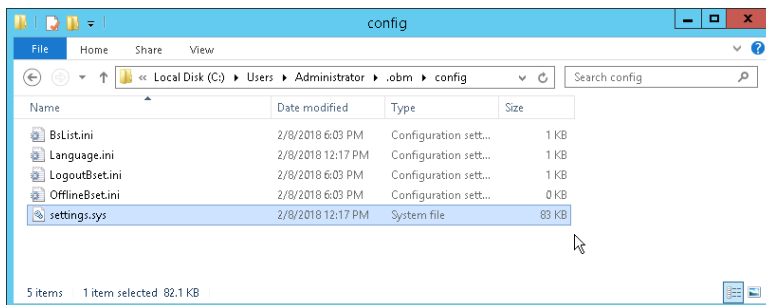 config
File Home Share View
« Local Disk (C:) Users Administrator .obm config Search config
Name Date modified Type Size
BsList.ini 2/8/2018 6:03 PM Configuration sett... 1 KB
Language.ini 2/8/2018 12:17 PM Configuration sett... 1 KB
LogoutBset.ini 2/8/2018 6:03 PM Configuration sett... 1 KB
OfflineBset.ini 2/8/2018 6:03 PM Configuration sett... 0 KB
settings.sys 2/8/2018 12:17 PM System file 83 KB
5 items 1 item selected 82.1 KB